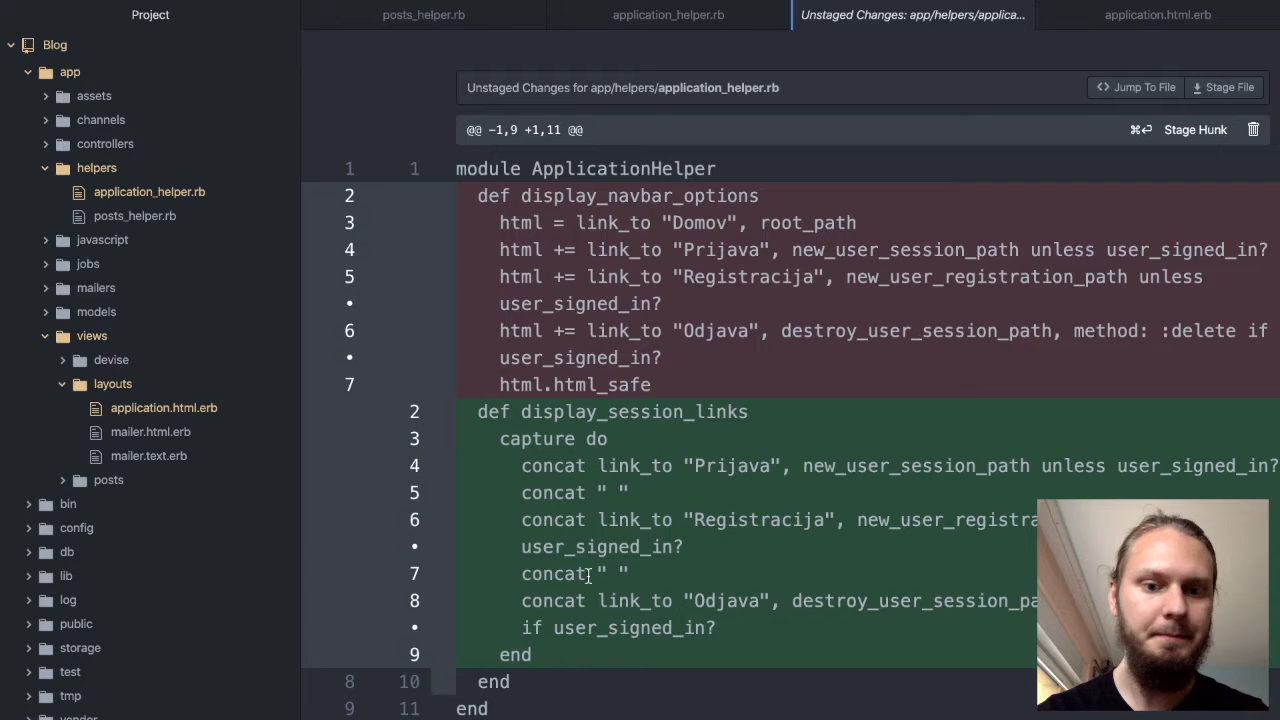 Project
posts_helper.rb
application_helper.rb
Unstaged Changes: app/helpers/applica...
application.html.erb
Blog
app
assets
channels
controllers
helpers
application_helper.rb
posts_helper.rb
javascript
jobs
mailers
models
views
devise
layouts
application.html.erb
mailer.html.erb
mailer.text.erb
posts
bin
config
db
lib
log
public
storage
test
tmp
Unstaged Changes for app/helpers/application_helper.rb
Jump To File
Stage File
@@ -1,9 +1,11 @@
⌘⏎ Stage Hunk
1 1 module ApplicationHelper
2 def display_navbar_options
3 html = link_to "Domov", root_path
4 html += link_to "Prijava", new_user_session_path unless user_signed_in?
5 html += link_to "Registracija", new_user_registration_path unless
• user_signed_in?
6 html += link_to "Odjava", destroy_user_session_path, method: :delete if
• user_signed_in?
7 html.html_safe
2 def display_session_links
3 capture do
4 concat link_to "Prijava", new_user_session_path unless user_signed_in?
5 concat " "
6 concat link_to "Registracija", new_user_registra
• user_signed_in?
7 concat " "
8 concat link_to "Odjava", destroy_user_session_pa
• if user_signed_in?
9 end
8 10 end
9 11 end